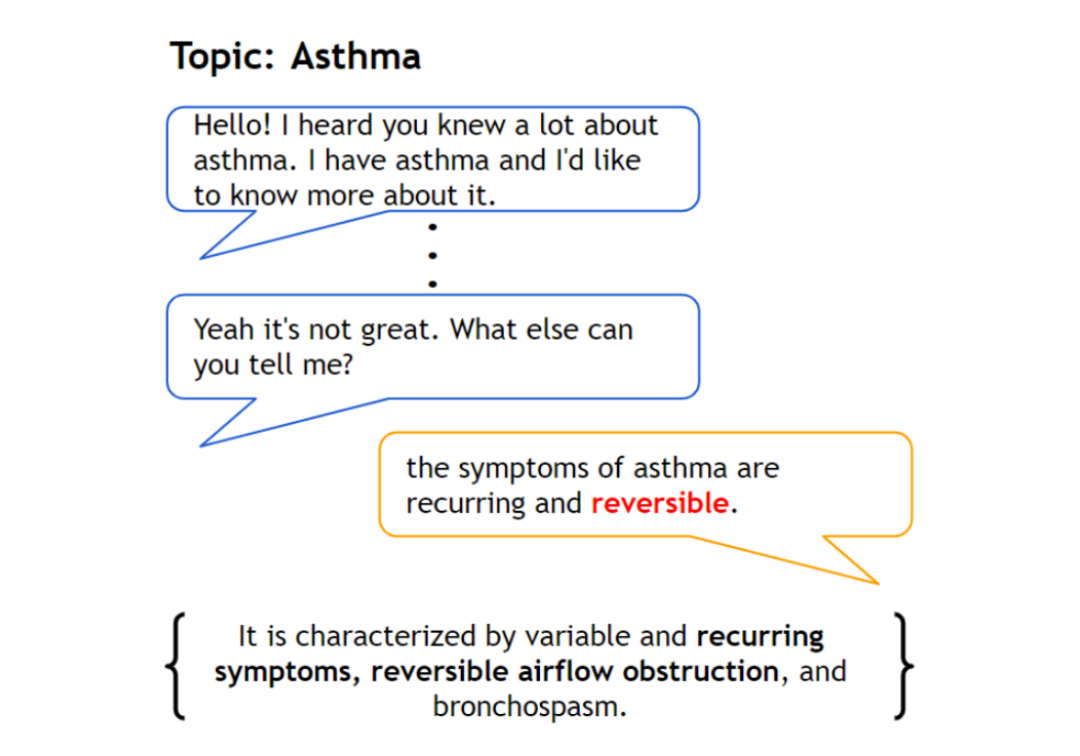 Topic: Asthma
Hello! I heard you knew a lot about
asthma. I have asthma and I'd like
to know more about it.
Yeah it's not great. What else can
you tell me?
the symptoms of asthma are
recurring and reversible.
It is characterized by variable and recurring
symptoms, reversible airflow obstruction, and
bronchospasm.